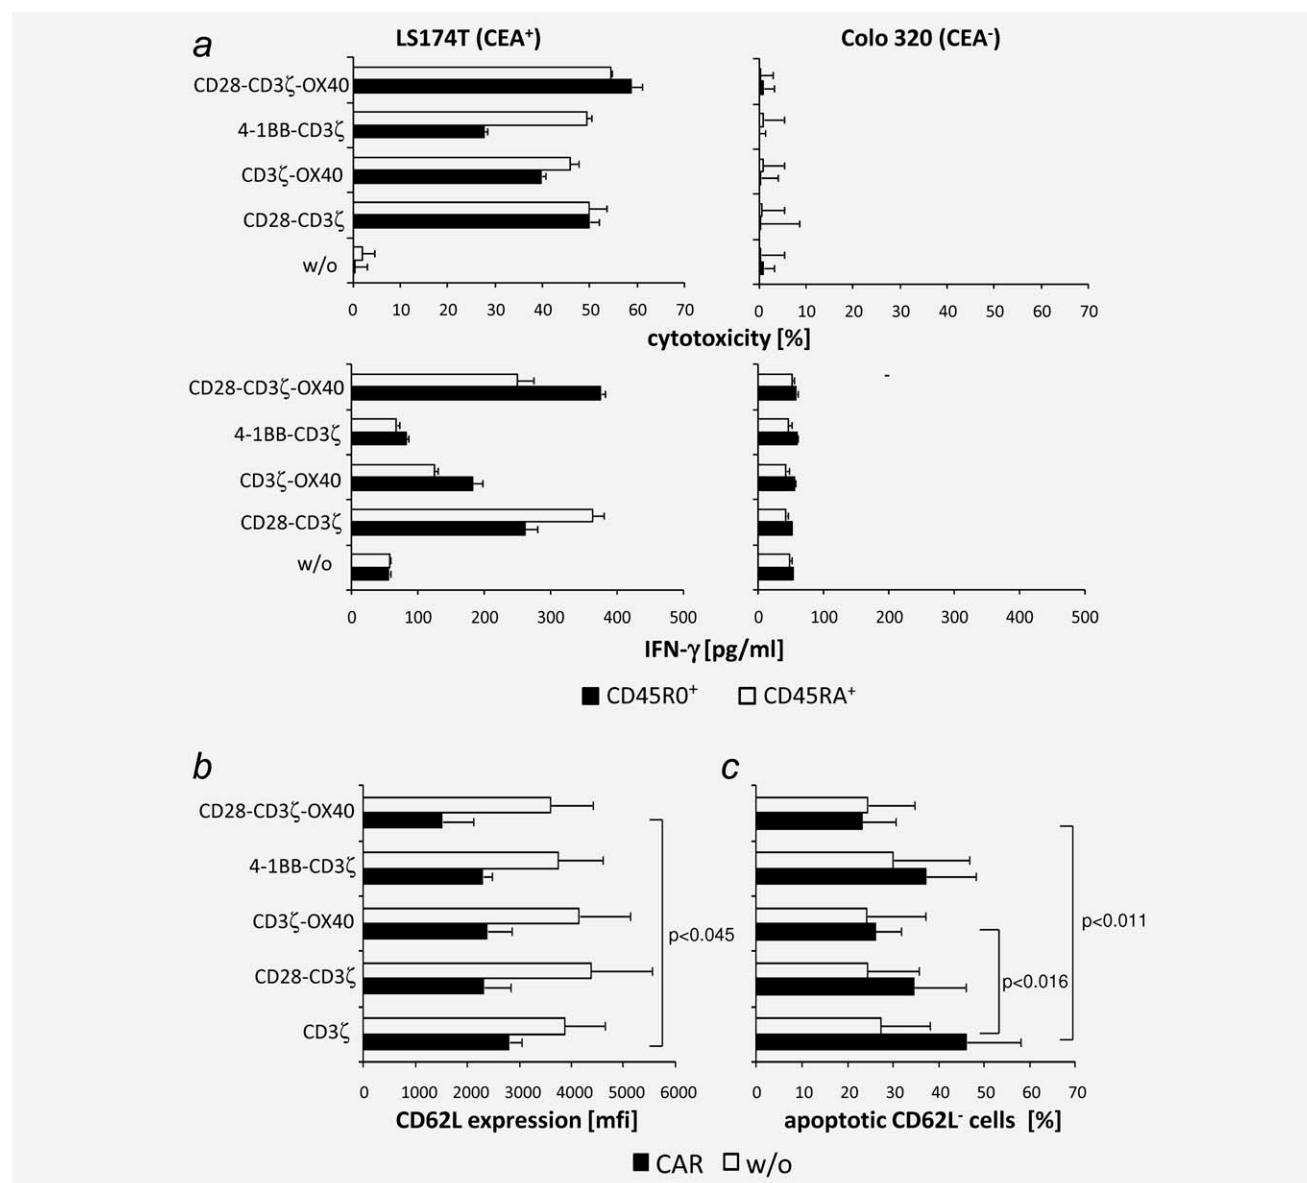 a
LS174T (CEA⁺)
Colo 320 (CEA⁻)
CD28-CD3ζ-OX40
4-1BB-CD3ζ
CD3ζ-OX40
CD28-CD3ζ
w/o
0 10 20 30 40 50 60 70
0 10 20 30 40 50 60 70
cytotoxicity [%]
CD28-CD3ζ-OX40
4-1BB-CD3ζ
CD3ζ-OX40
CD28-CD3ζ
w/o
0 100 200 300 400 500
0 100 200 300 400 500
IFN-γ [pg/ml]
CD45R0⁺ CD45RA⁺
b
CD28-CD3ζ-OX40
4-1BB-CD3ζ
CD3ζ-OX40
CD28-CD3ζ
CD3ζ
p<0.045
0 1000 2000 3000 4000 5000 6000
CD62L expression [mfi]
c
p<0.011
p<0.016
0 10 20 30 40 50 60 70
apoptotic CD62L⁻ cells [%]
CAR w/o